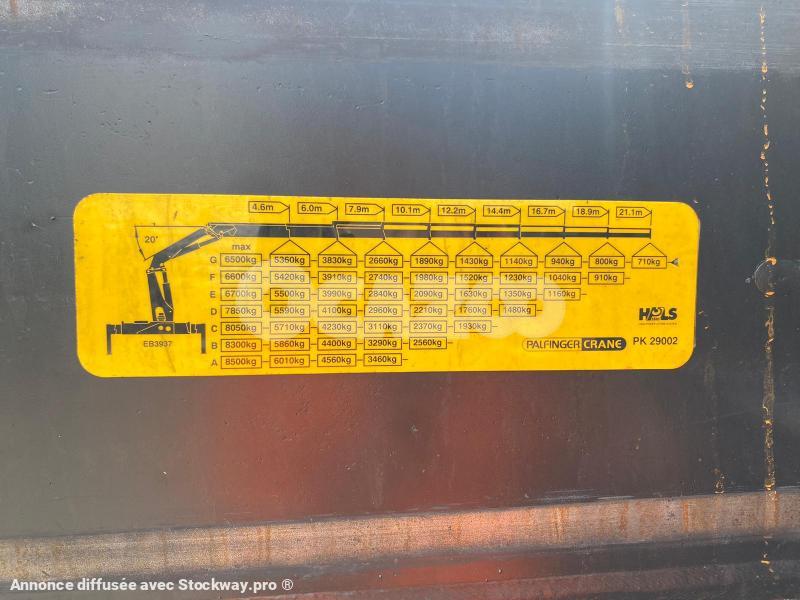 4.6m 6.0m 7.9m 10.1m 12.2m 14.4m 16.7m 18.9m 21.1m
20°
max
G 6500kg 5360kg 3830kg 2660kg 1890kg 1430kg 1140kg 940kg 800kg 710kg
F 6600kg 5420kg 3910kg 2740kg 1980kg 1520kg 1230kg 1040kg 910kg
E 6700kg 5500kg 3990kg 2840kg 2090kg 1630kg 1350kg 1160kg
D 7850kg 5590kg 4100kg 2960kg 2210kg 1760kg 1480kg
C 8050kg 5710kg 4230kg 3110kg 2370kg 1930kg
B 8300kg 5860kg 4400kg 3290kg 2560kg
A 8500kg 6010kg 4560kg 3460kg
EB3937
HALS
PALFINGER CRANE PK 29002
Annonce diffusée avec Stockway.pro ®